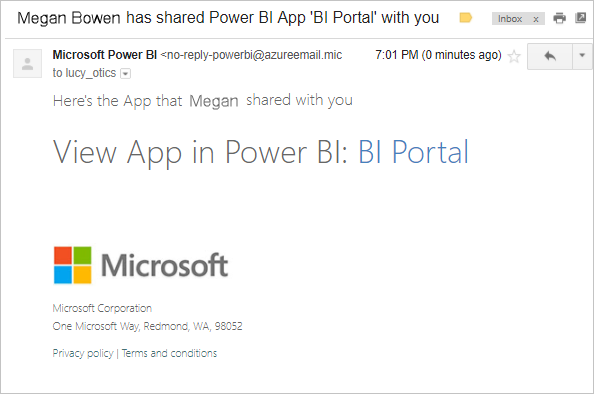 Megan Bowen has shared Power BI App 'BI Portal' with you
Inbox x
Microsoft Power BI <no-reply-powerbi@azureemail.mic
7:01 PM (0 minutes ago)
to lucy_otics
Here's the App that Megan shared with you
View App in Power BI: BI Portal
Microsoft
Microsoft Corporation
One Microsoft Way, Redmond, WA, 98052
Privacy policy | Terms and conditions